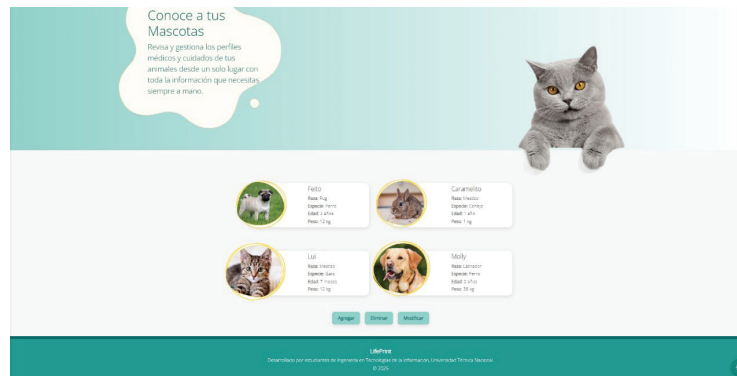 Conoce a tus
Mascotas
Revisa y gestiona los perfiles
médicos y cuidados de tus
animales desde un solo lugar con
toda la información que necesitas
siempre a mano.
Feito
Raza: Pug
Especie: Perro
Edad: 2 años
Peso: 12 kg
Caramelito
Raza: Mestizo
Especie: Conejo
Edad: 1 año
Peso: 1 kg
Lui
Raza: Mestizo
Especie: Gato
Edad: 7 meses
Peso: 12 kg
Molly
Raza: Labrador
Especie: Perro
Edad: 5 años
Peso: 35 kg
Agregar
Eliminar
Modificar
LifePrint
Desarrollado por estudiantes de Ingeniería en Tecnologías de la Información, Universidad Técnica Nacional
© 2025